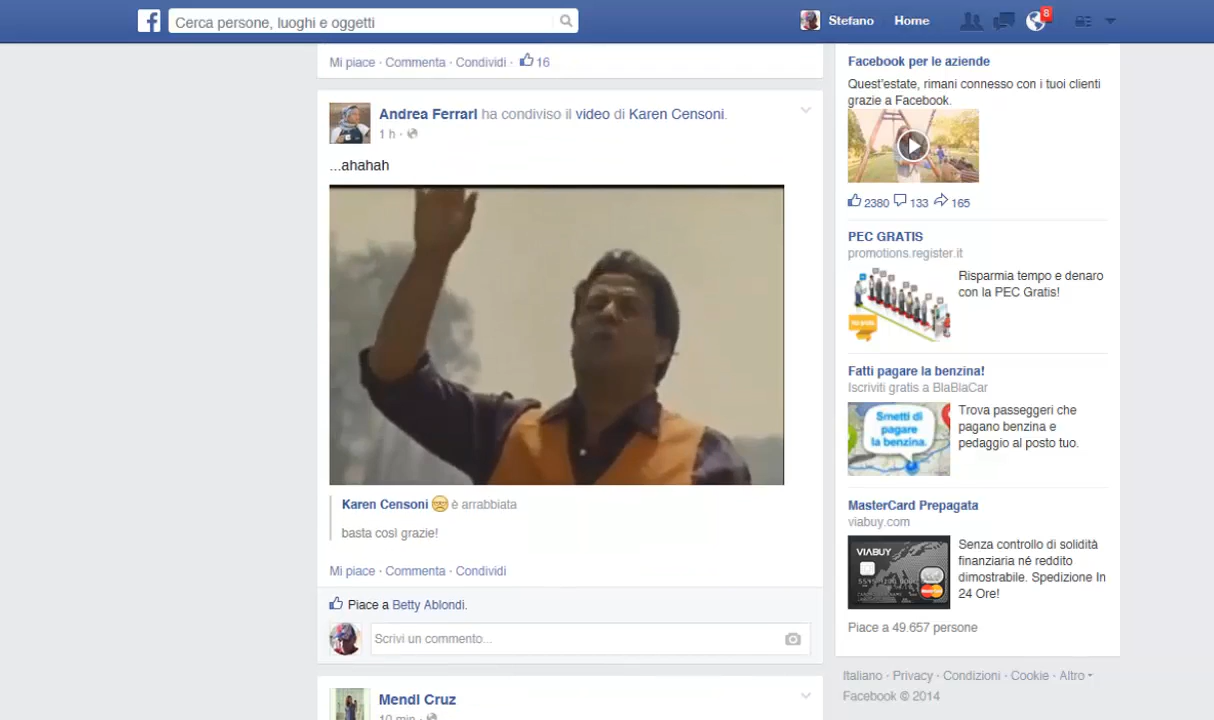 Cerca persone, luoghi e oggetti
Stefano
Home
8
Mi piace · Commenta · Condividi · 16
Andrea Ferrari ha condiviso il video di Karen Censoni.
1 h ·
...ahahah
Karen Censoni è arrabbiata
basta così grazie!
Mi piace · Commenta · Condividi
Piace a Betty Ablondi.
Scrivi un commento...
Mendi Cruz
10 min ·
Facebook per le aziende
Quest'estate, rimani connesso con i tuoi clienti
grazie a Facebook.
2380 133 165
PEC GRATIS
promotions.register.it
Risparmia tempo e denaro
con la PEC Gratis!
Fatti pagare la benzina!
Iscriviti gratis a BlaBlaCar
Smetti di
pagare
la benzina.
Trova passeggeri che
pagano benzina e
pedaggio al posto tuo.
MasterCard Prepagata
viabuy.com
VIABUY
MasterCard
Senza controllo di solidità
finanziaria né reddito
dimostrabile. Spedizione In
24 Ore!
Piace a 49.657 persone
Italiano · Privacy · Condizioni · Cookie · Altro
Facebook © 2014